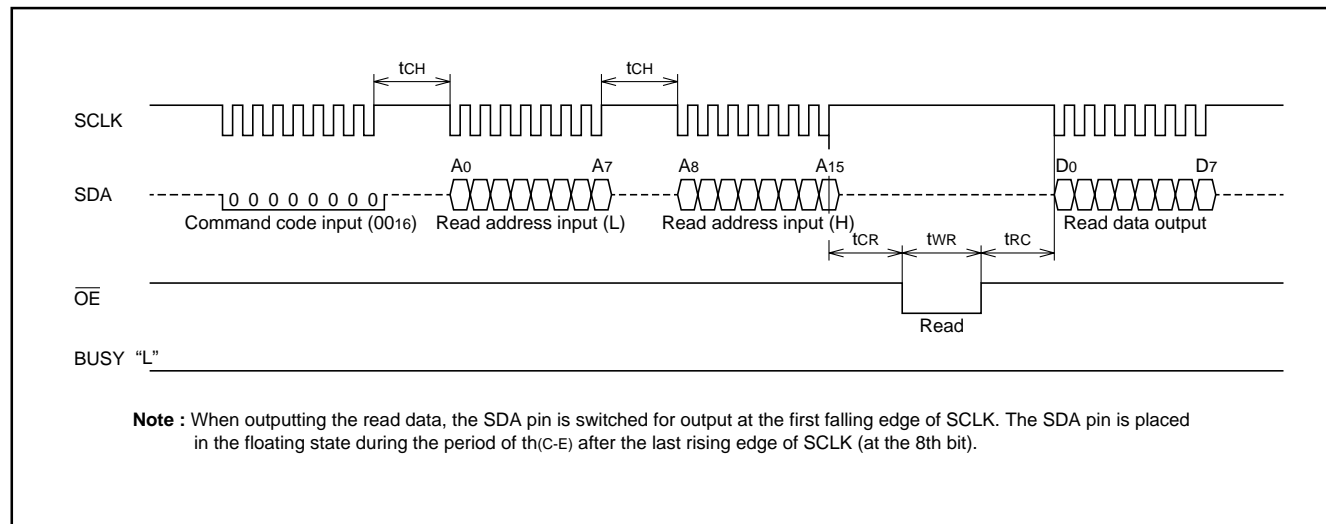 tCH tCH
SCLK
A0 A7 A8 A15 D0 D7
SDA
0 0 0 0 0 0 0 0
Command code input (0016) Read address input (L) Read address input (H) Read data output
tCR tWR tRC
OE
Read
BUSY “L”
Note : When outputting the read data, the SDA pin is switched for output at the first falling edge of SCLK. The SDA pin is placed
in the floating state during the period of th(C-E) after the last rising edge of SCLK (at the 8th bit).